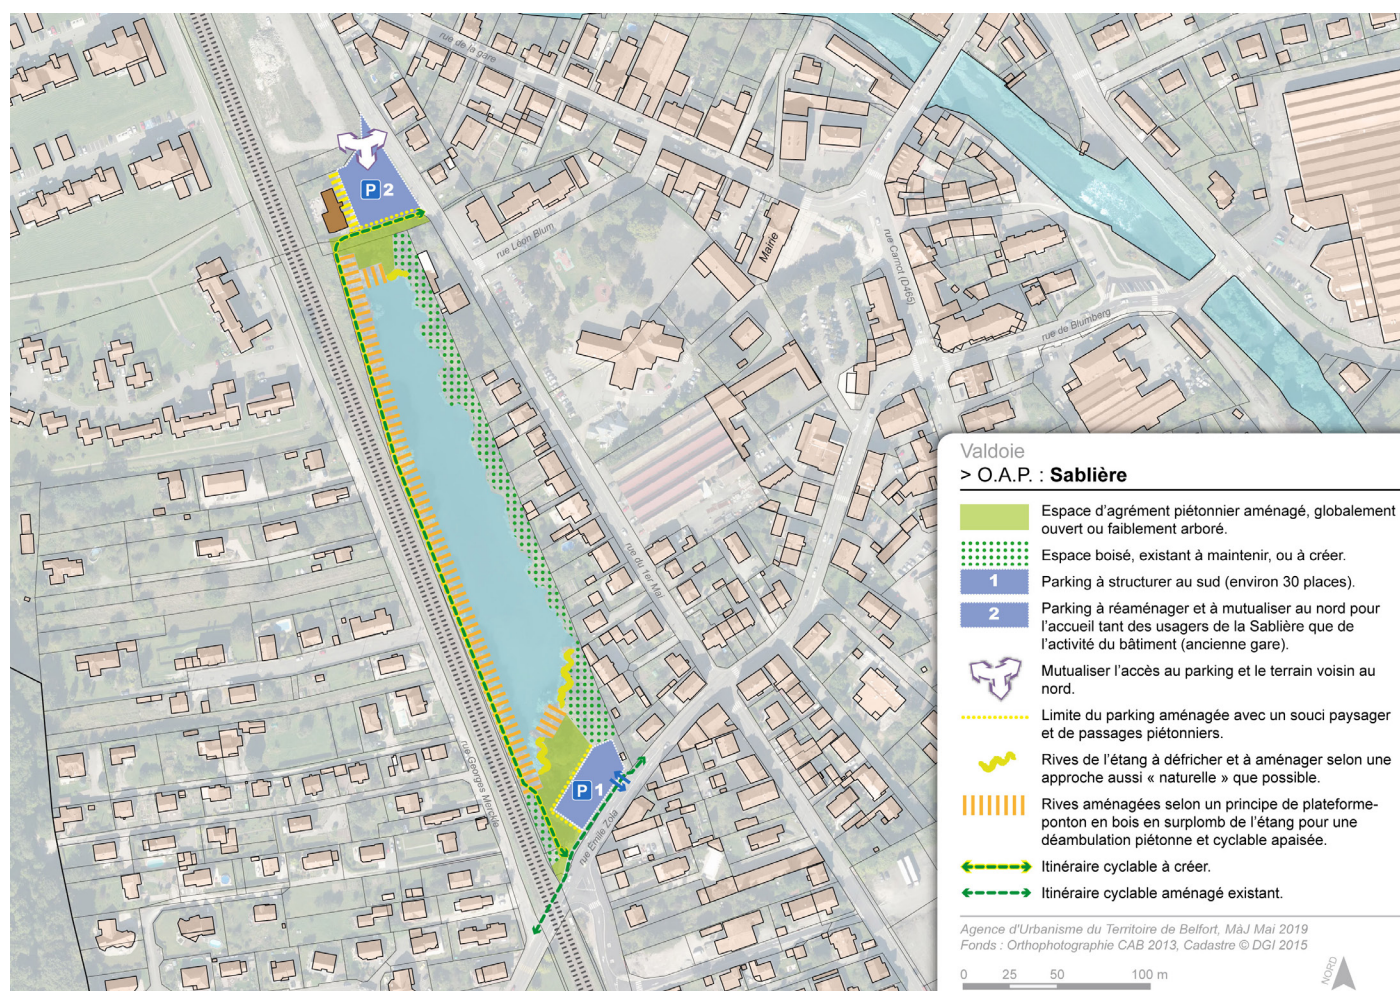 rue de la gare
P 2
rue Léon Blum
Mairie
rue Carnot (D465)
rue de Blumberg
rue du 1er Mai
rue Georges Mercklé
P 1
rue Emile Zola
Valdoie
> O.A.P. : Sablière
Espace d'agrément piétonnier aménagé, globalement
ouvert ou faiblement arboré.
Espace boisé, existant à maintenir, ou à créer.
1 Parking à structurer au sud (environ 30 places).
2 Parking à réaménager et à mutualiser au nord pour
l'accueil tant des usagers de la Sablière que de
l'activité du bâtiment (ancienne gare).
Mutualiser l'accès au parking et le terrain voisin au
nord.
Limite du parking aménagée avec un souci paysager
et de passages piétonniers.
Rives de l'étang à défricher et à aménager selon une
approche aussi « naturelle » que possible.
Rives aménagées selon un principe de plateforme-
ponton en bois en surplomb de l'étang pour une
déambulation piétonne et cyclable apaisée.
Itinéraire cyclable à créer.
Itinéraire cyclable aménagé existant.
Agence d'Urbanisme du Territoire de Belfort, MàJ Mai 2019
Fonds : Orthophotographie CAB 2013, Cadastre © DGI 2015
0 25 50 100 m
NORD